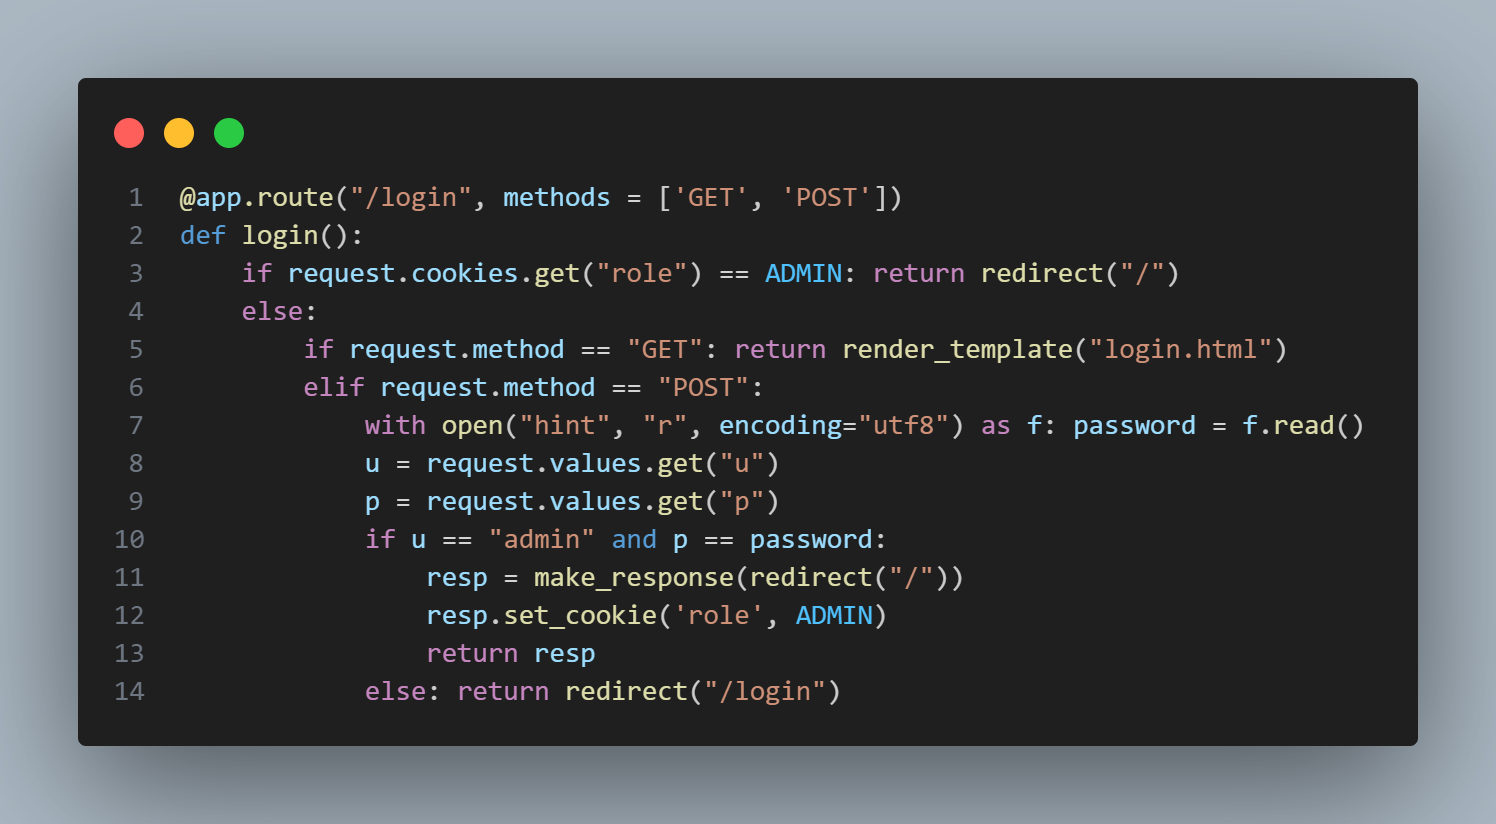 1 @app.route("/login", methods = ['GET', 'POST'])
2 def login():
3     if request.cookies.get("role") == ADMIN: return redirect("/")
4     else:
5         if request.method == "GET": return render_template("login.html")
6         elif request.method == "POST":
7             with open("hint", "r", encoding="utf8") as f: password = f.read()
8             u = request.values.get("u")
9             p = request.values.get("p")
10             if u == "admin" and p == password:
11                 resp = make_response(redirect("/"))
12                 resp.set_cookie('role', ADMIN)
13                 return resp
14             else: return redirect("/login")